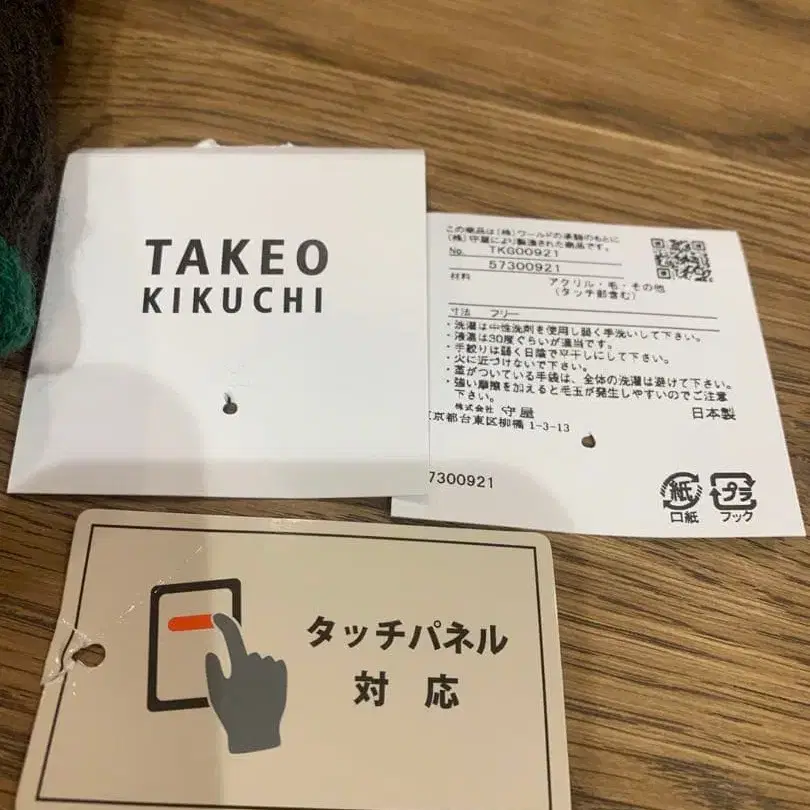 TAKEO
KIKUCHI
この商品は(株)ワールドの承諾のもとに
(株)守屋により製造された商品です。
No. TKG00921
57300921
材料 アクリル・毛・その他
(タッチ部含む)
寸法 フリー
・洗濯は中性洗剤を使用し弱く手洗いして下さい。
・液温は30度ぐらいが適当です。
・手絞りは弱く日陰で平干しにして下さい。
・火に近づけないで下さい。
・革がついている手袋は、全体の洗濯は避けて下さい。
・強い摩擦を加えると毛玉が発生しやすいのでご注意
下さい。
株式会社 守屋 日本製
京都台東区柳橋 1-3-13
7300921
紙 プラ
口紙 フック
タッチパネル
対応